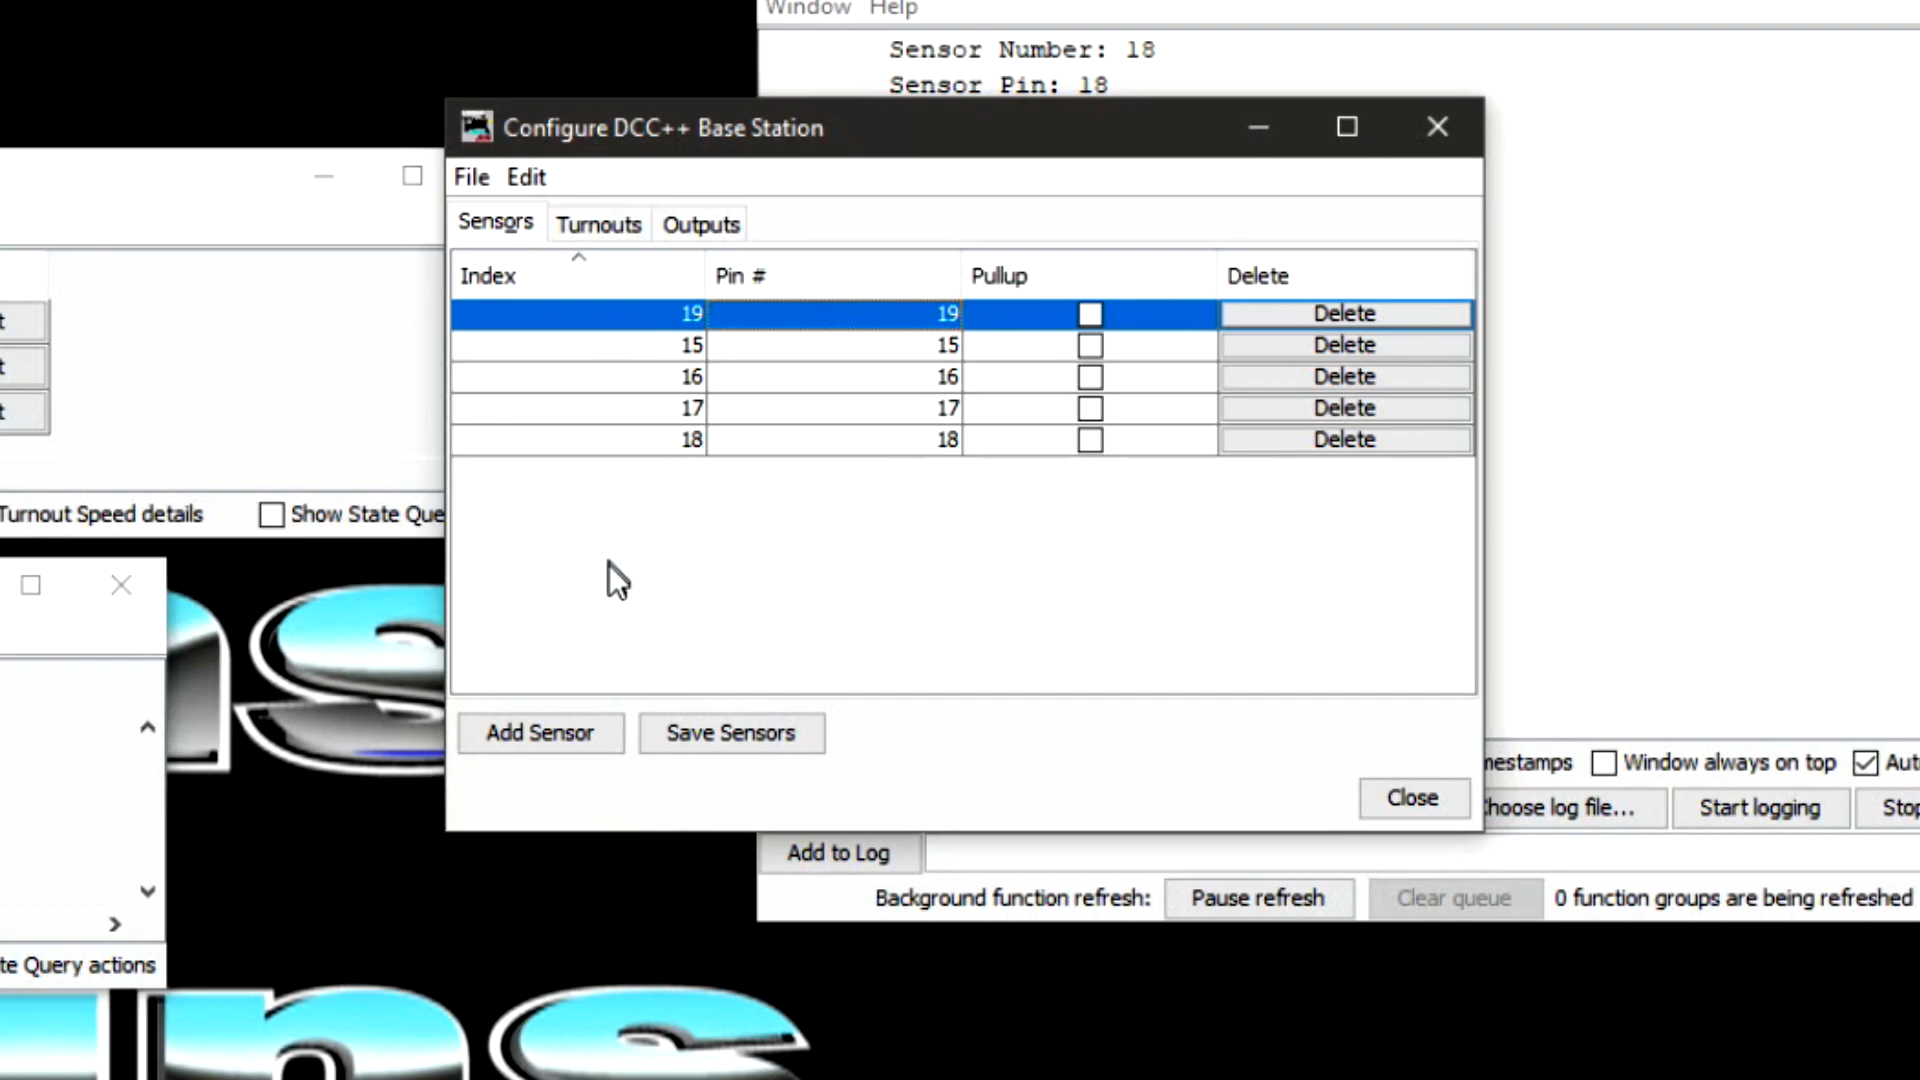 Window Help
Sensor Number: 18
Sensor Pin: 18
Configure DCC++ Base Station
File Edit
Sensors Turnouts Outputs
Index Pin # Pullup Delete
19 19 Delete
15 15 Delete
16 16 Delete
17 17 Delete
18 18 Delete
t
t
t
Turnout Speed details Show State Que
Add Sensor Save Sensors
mestamps Window always on top Aut
Close
hoose log file... Start logging Stop
Add to Log
Background function refresh: Pause refresh Clear queue 0 function groups are being refreshed
te Query actions
ns